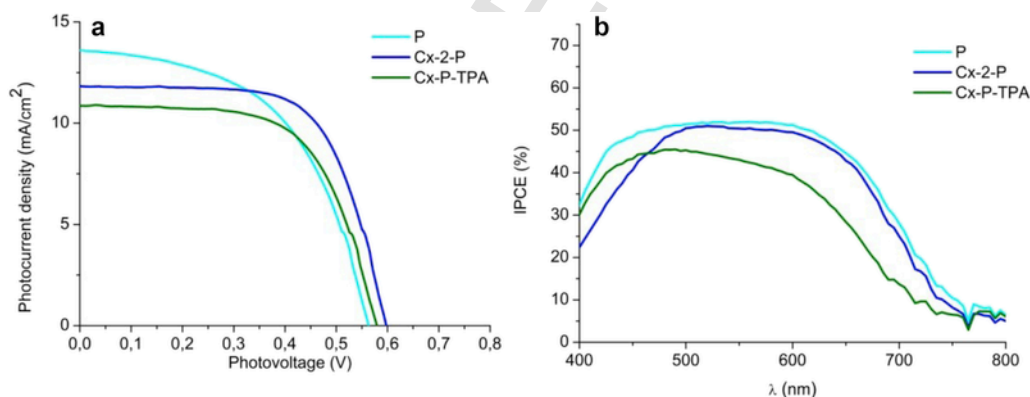 a
P
Cx-2-P
Cx-P-TPA
15
10
5
0
0,0 0,1 0,2 0,3 0,4 0,5 0,6 0,7 0,8
Photovoltage (V)
Photocurrent density (mA/cm²)
b
P
Cx-2-P
Cx-P-TPA
70
60
50
40
30
20
10
0
400 500 600 700 800
λ (nm)
IPCE (%)